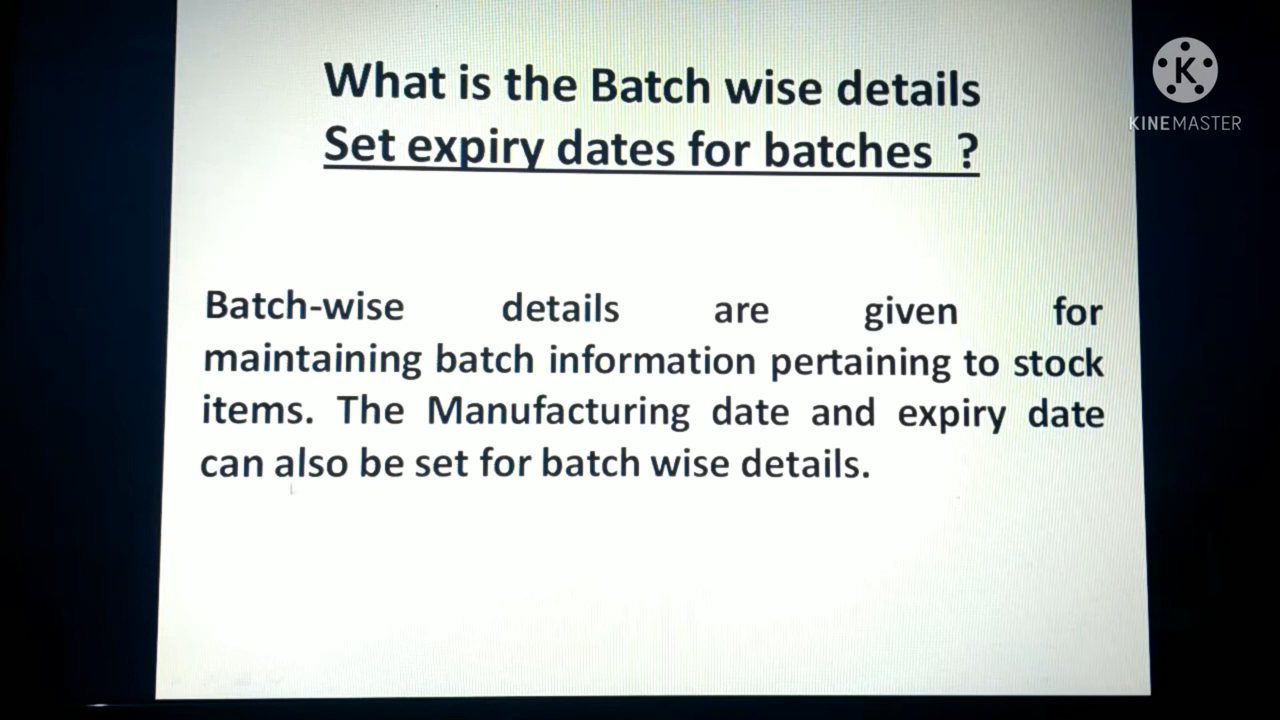 What is the Batch wise details
Set expiry dates for batches ?
KINEMASTER
Batch-wise details are given for
maintaining batch information pertaining to stock
items. The Manufacturing date and expiry date
can also be set for batch wise details.